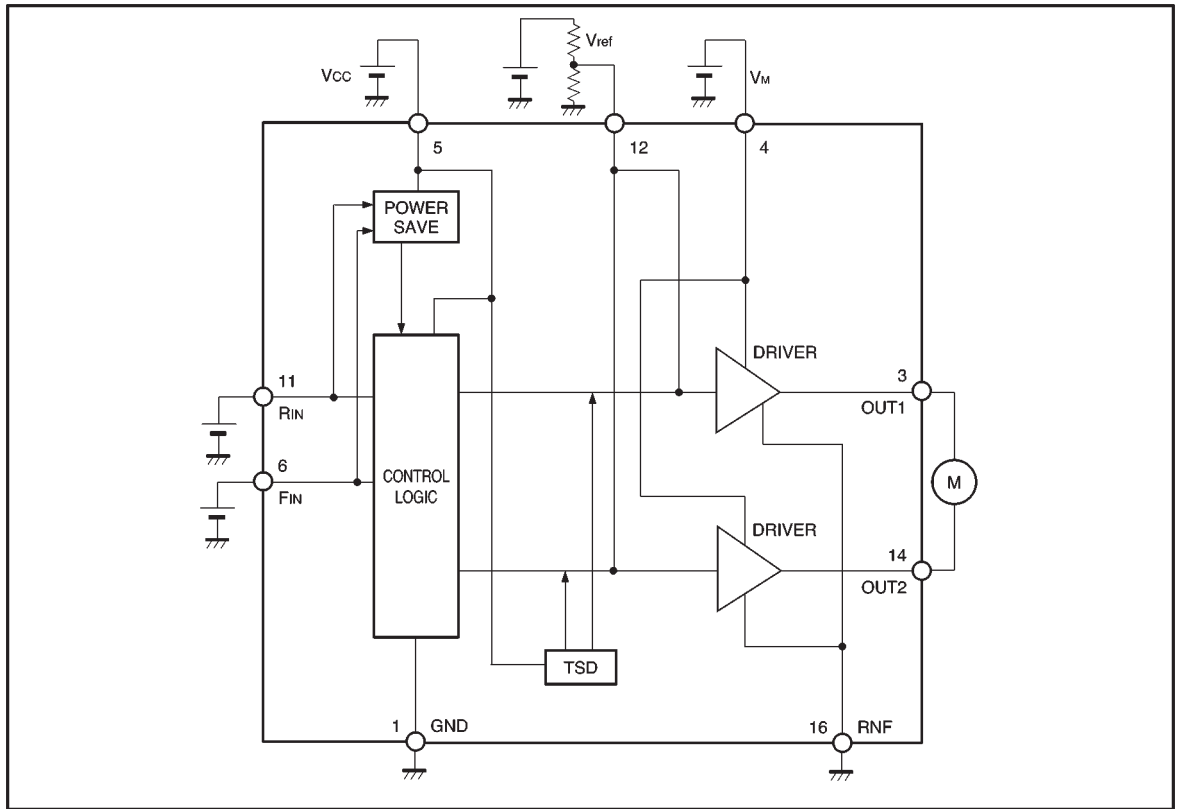 Vref
VCC
VM
5
12
4
POWER
SAVE
DRIVER
11
RIN
3
OUT1
6
FIN
CONTROL
LOGIC
M
DRIVER
14
OUT2
TSD
1 GND
16 RNF